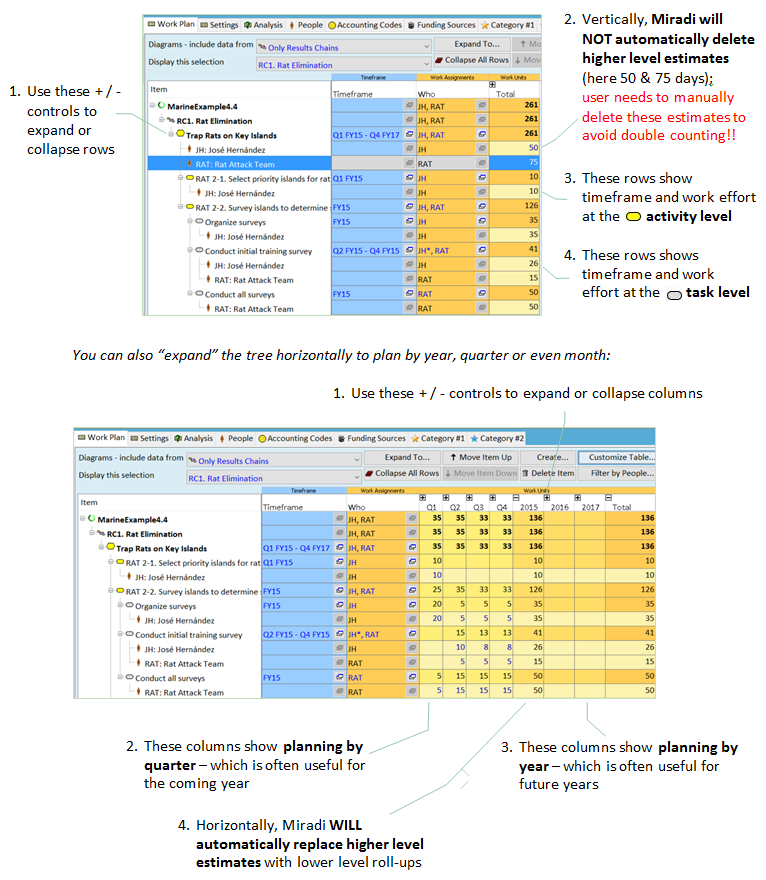 Work Plan Settings Analysis People Accounting Codes Funding Sources Category #1
Diagrams - include data from Only Results Chains Expand To... Mo
Display this selection RC1. Rat Elimination Collapse All Rows Mov
Timeframe Work Assignments Work Units
Item Timeframe Who Total
MarineExample4.4 JH, RAT 261
RC1. Rat Elimination JH, RAT 261
Trap Rats on Key Islands Q1 FY15 - Q4 FY17 JH, RAT 261
JH: José Hernández JH 50
RAT: Rat Attack Team RAT 75
RAT 2-1. Select priority islands for rat Q1 FY15 JH 10
JH: José Hernández JH 10
RAT 2-2. Survey islands to determine FY15 JH, RAT 126
Organize surveys FY15 JH 35
JH: José Hernández JH 35
Conduct initial training survey Q2 FY15 - Q4 FY15 JH*, RAT 41
JH: José Hernández JH 26
RAT: Rat Attack Team RAT 15
Conduct all surveys FY15 RAT 50
RAT: Rat Attack Team RAT 50
1. Use these + / -
controls to
expand or
collapse rows
2. Vertically, Miradi will
NOT automatically delete
higher level estimates
(here 50 & 75 days);
user needs to manually
delete these estimates to
avoid double counting!!
3. These rows show
timeframe and work effort
at the activity level
4. These rows shows
timeframe and work
effort at the task level
You can also “expand” the tree horizontally to plan by year, quarter or even month:
1. Use these + / - controls to expand or collapse columns
Work Plan Settings Analysis People Accounting Codes Funding Sources Category #1 Category #2
Diagrams - include data from Only Results Chains Expand To... Move Item Up Create... Customize Table...
Display this selection RC1. Rat Elimination Collapse All Rows Move Item Down Delete Item Filter by People...
Timeframe Work Assignments Work Units
Item Timeframe Who Q1 Q2 Q3 Q4 2015 2016 2017 Total
MarineExample4.4 JH, RAT 35 35 33 33 136 136
RC1. Rat Elimination JH, RAT 35 35 33 33 136 136
Trap Rats on Key Islands Q1 FY15 - Q4 FY17 JH, RAT 35 35 33 33 136 136
RAT 2-1. Select priority islands for rat Q1 FY15 JH 10 10 10
JH: José Hernández JH 10 10 10
RAT 2-2. Survey islands to determine FY15 JH, RAT 25 35 33 33 126 126
Organize surveys FY15 JH 20 5 5 5 35 35
JH: José Hernández JH 20 5 5 5 35 35
Conduct initial training survey Q2 FY15 - Q4 FY15 JH*, RAT 15 13 13 41 41
JH: José Hernández JH 10 8 8 26 26
RAT: Rat Attack Team RAT 5 5 5 15 15
Conduct all surveys FY15 RAT 5 15 15 15 50 50
RAT: Rat Attack Team RAT 5 15 15 15 50 50
2. These columns show planning by
quarter – which is often useful for
the coming year
3. These columns show planning by
year – which is often useful for
future years
4. Horizontally, Miradi WILL
automatically replace higher level
estimates with lower level roll-ups